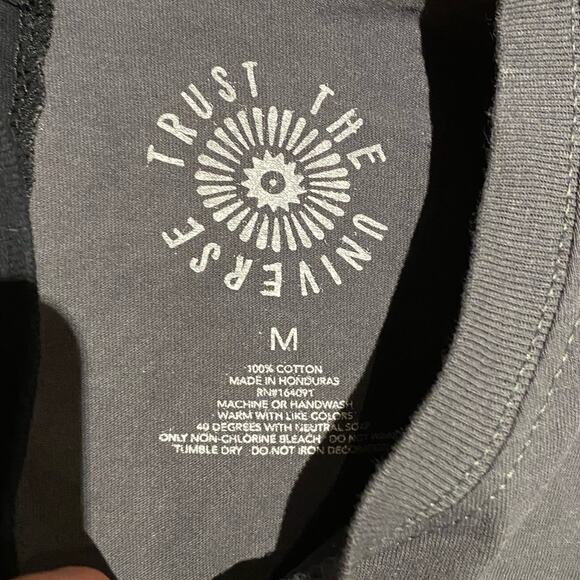 TRUST THE UNIVERSE
M
100% COTTON
MADE IN HONDURAS
RN#164091
MACHINE OR HANDWASH
WARM WITH LIKE COLORS
40 DEGREES WITH NEUTRAL SOAP
ONLY NON-CHLORINE BLEACH DO NOT
TUMBLE DRY DO NOT IRON